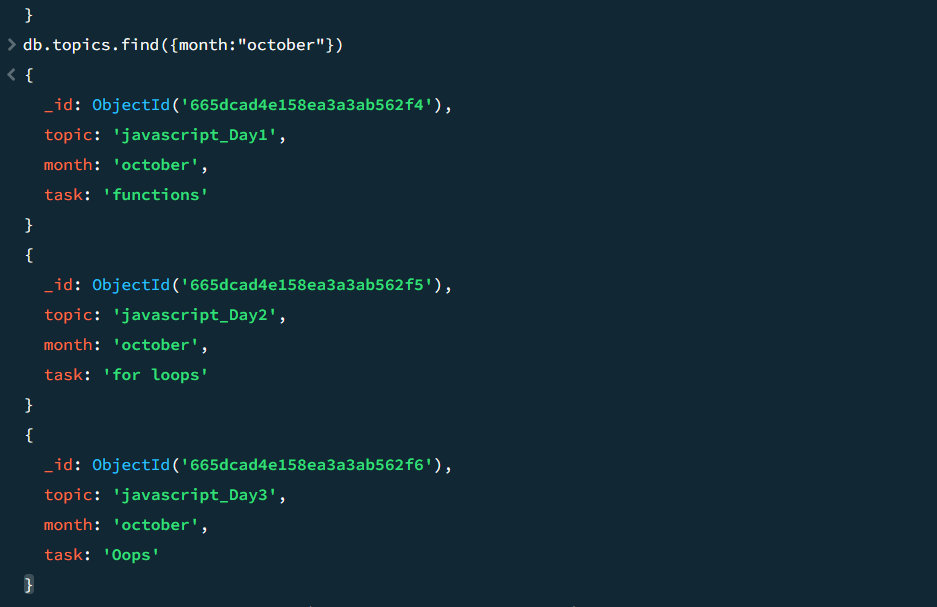 }
> db.topics.find({month:"october"})
< {
_id: ObjectId('665dcad4e158ea3a3ab562f4'),
topic: 'javascript_Day1',
month: 'october',
task: 'functions'
}
{
_id: ObjectId('665dcad4e158ea3a3ab562f5'),
topic: 'javascript_Day2',
month: 'october',
task: 'for loops'
}
{
_id: ObjectId('665dcad4e158ea3a3ab562f6'),
topic: 'javascript_Day3',
month: 'october',
task: 'Oops'
}